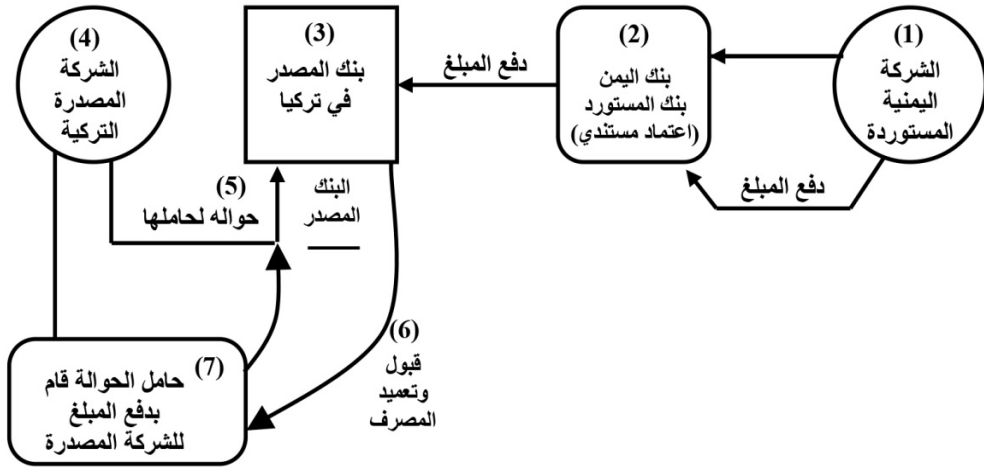 (1)
الشركة
اليمنية
المستوردة
(2)
بنك اليمن
بنك المستورد
(اعتماد مستندي)
دفع المبلغ
دفع المبلغ
(3)
بنك المصدر
في تركيا
(4)
الشركة
المصدرة
التركية
(5)
حواله لحاملها
البنك
المصدر
(6)
قبول
وتعميد
المصرف
(7)
حامل الحوالة قام
بدفع المبلغ
للشركة المصدرة